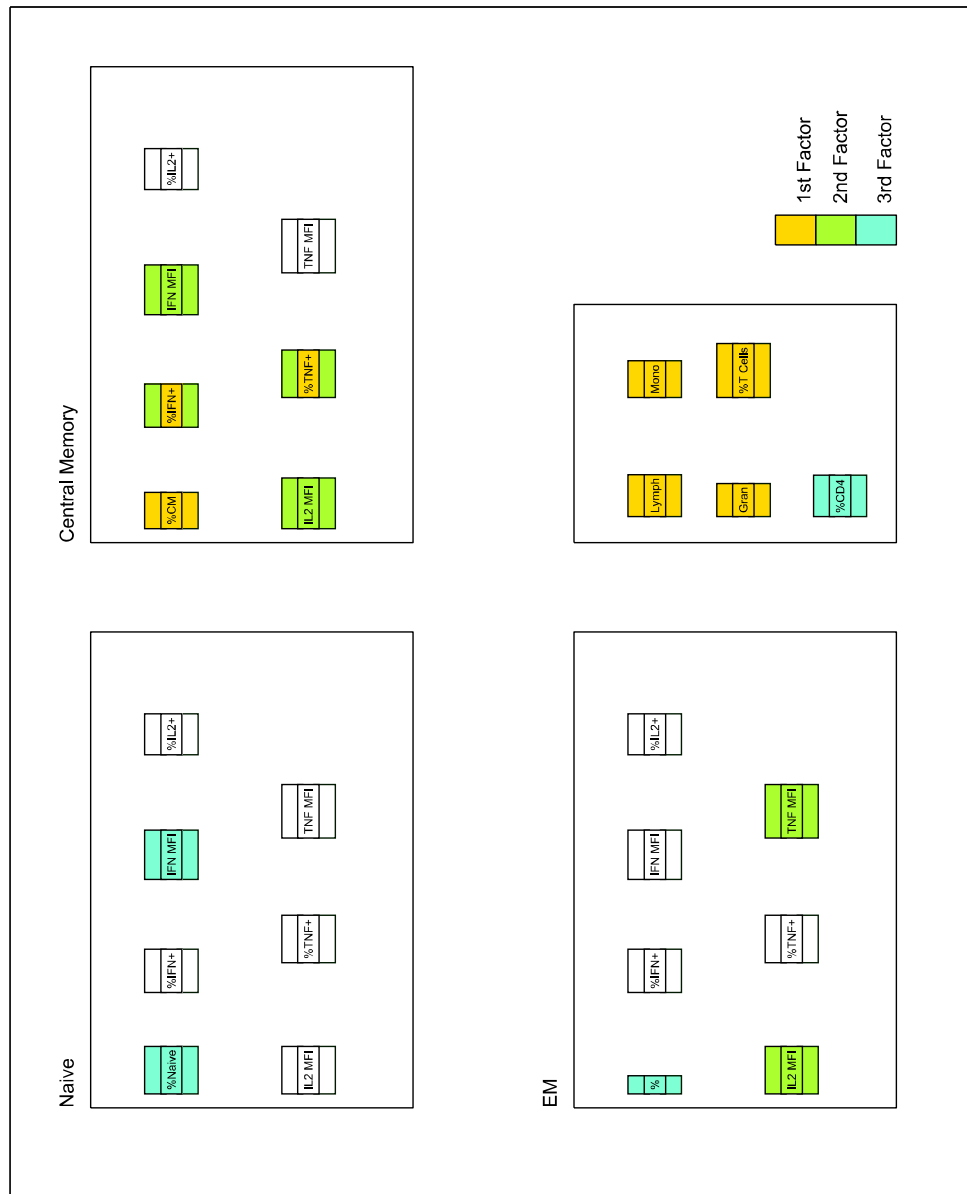 Naive
%Naive
%IFN+
IFN MFI
%IL2+
IL2 MFI
%TNF+
TNF MFI
Central Memory
%CM
%IFN+
IFN MFI
%IL2+
IL2 MFI
%TNF+
TNF MFI
EM
%
%IFN+
IFN MFI
%IL2+
IL2 MFI
%TNF+
TNF MFI
Lymph
Mono
Gran
%T Cells
%CD4
1st Factor
2nd Factor
3rd Factor